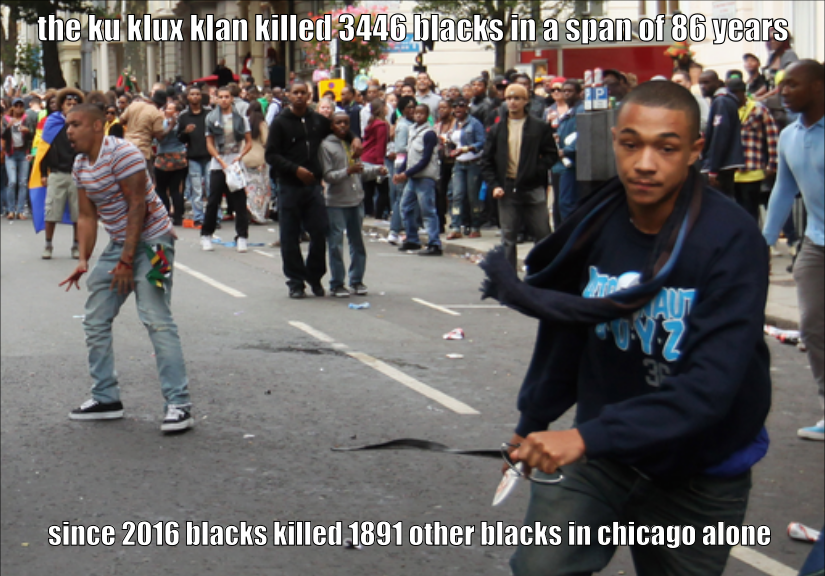 the ku klux klan killed 3446 blacks in a span of 86 years
P
BOYZ
since 2016 blacks killed 1891 other blacks in chicago alone